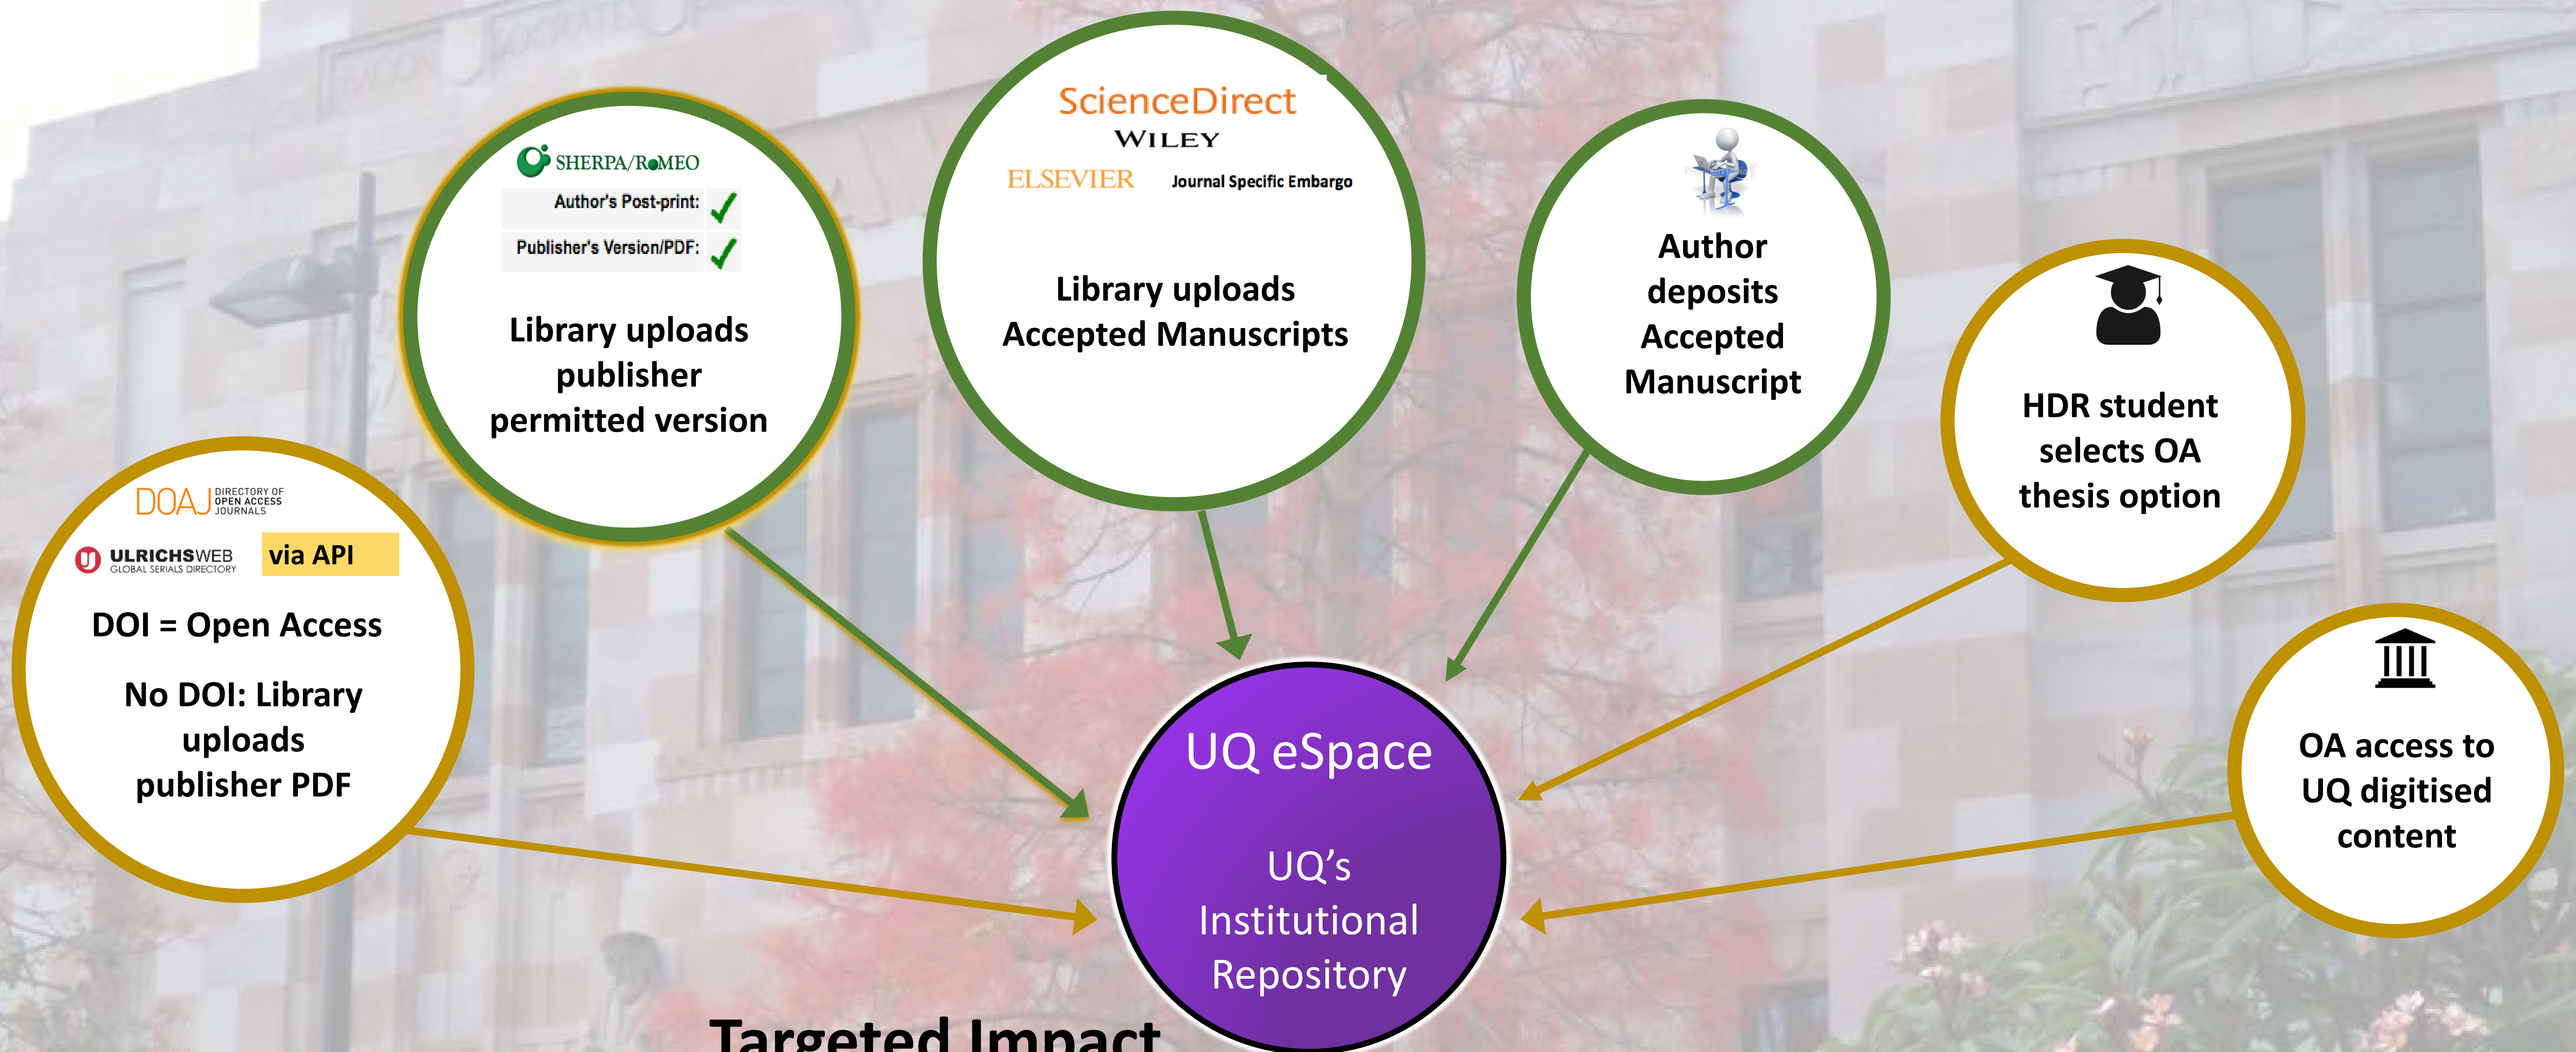 DOAJ DIRECTORY OF
OPEN ACCESS
JOURNALS
ULRICHSWEB
GLOBAL SERIALS DIRECTORY
via API
DOI = Open Access
No DOI: Library
uploads
publisher PDF
SHERPA/RoMEO
Author's Post-print:
Publisher's Version/PDF:
Library uploads
publisher
permitted version
ScienceDirect
WILEY
ELSEVIER Journal Specific Embargo
Library uploads
Accepted Manuscripts
Author
deposits
Accepted
Manuscript
HDR student
selects OA
thesis option
OA access to
UQ digitised
content
UQ eSpace
UQ's
Institutional
Repository
Targeted Impact